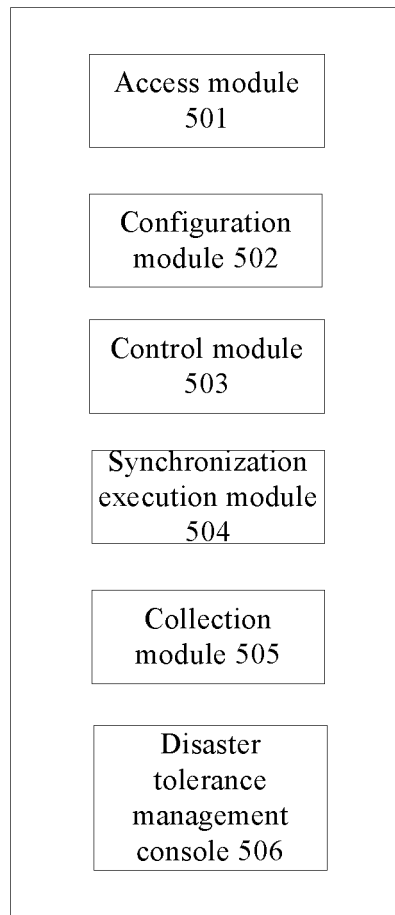 Access module
501
Configuration
module 502
Control module
503
Synchronization
execution module
504
Collection
module 505
Disaster
tolerance
management
console 506